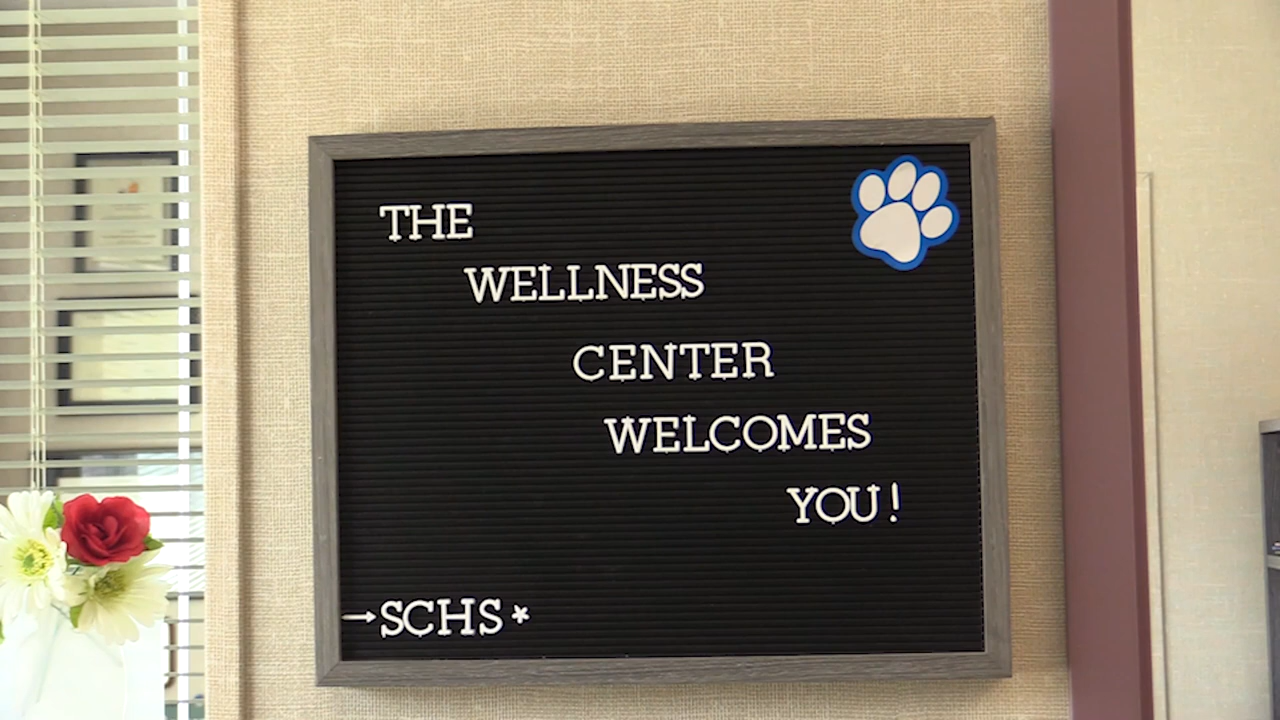 THE
WELLNESS
CENTER
WELCOMES
YOU!
→SCHS*